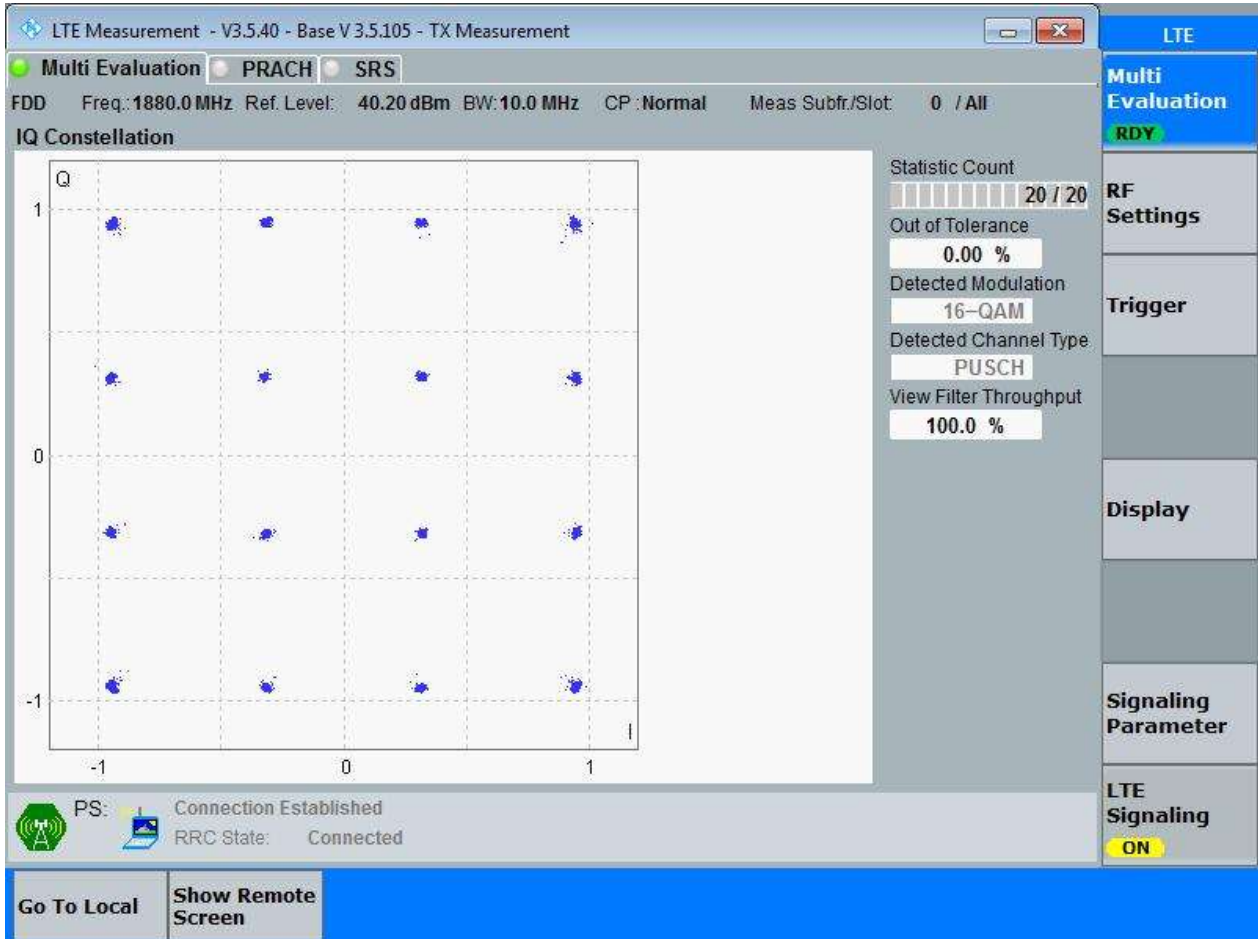 LTE Measurement - V3.5.40 - Base V 3.5.105 - TX Measurement
Multi Evaluation PRACH SRS
FDD Freq.: 1880.0 MHz Ref. Level: 40.20 dBm BW: 10.0 MHz CP : Normal Meas Subfr./Slot: 0 / All
IQ Constellation
Q
1
0
-1
I
-1 0 1
Statistic Count
20 / 20
Out of Tolerance
0.00 %
Detected Modulation
16-QAM
Detected Channel Type
PUSCH
View Filter Throughput
100.0 %
PS:
Connection Established
RRC State: Connected
LTE
Multi
Evaluation
RDY
RF
Settings
Trigger
Display
Signaling
Parameter
LTE
Signaling
ON
Go To Local
Show Remote
Screen